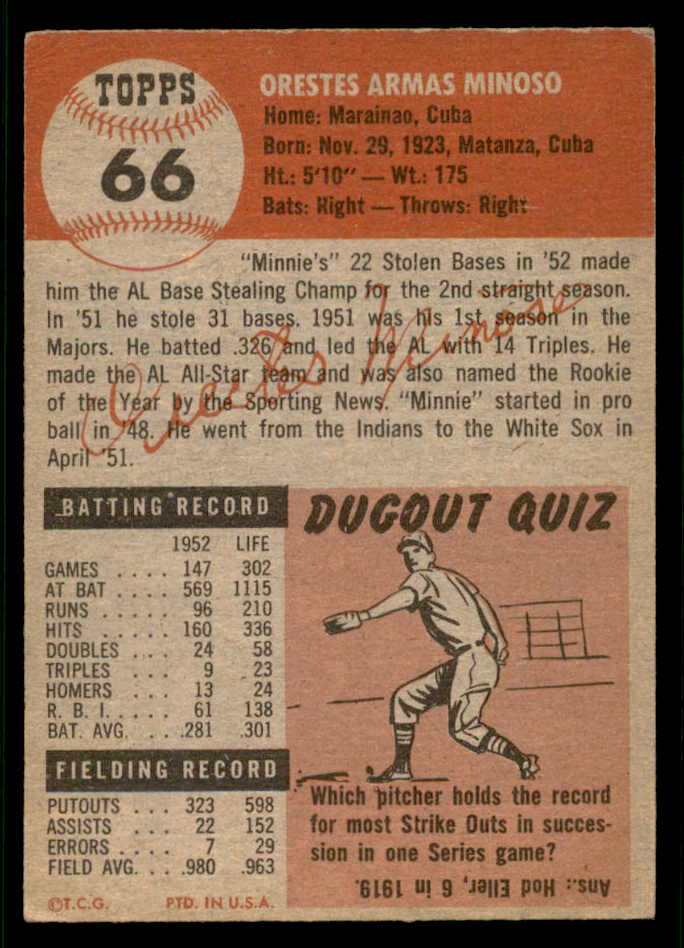 TOPPS
66
ORESTES ARMAS MINOSO
Home: Marainao, Cuba
Born: Nov. 29, 1923, Matanza, Cuba
Ht.: 5'10" — Wt.: 175
Bats: Right — Throws: Right
"Minnie's" 22 Stolen Bases in '52 made
him the AL Base Stealing Champ for the 2nd straight season.
In '51 he stole 31 bases. 1951 was his 1st season in the
Majors. He batted .326 and led the AL with 14 Triples. He
made the AL All-Star team and was also named the Rookie
of the Year by the Sporting News. "Minnie" started in pro
ball in '48. He went from the Indians to the White Sox in
April '51.
Orestes Minoso
BATTING RECORD
1952 LIFE
GAMES .... 147 302
AT BAT .... 569 1115
RUNS ..... 96 210
HITS ..... 160 336
DOUBLES ... 24 58
TRIPLES ... 9 23
HOMERS ... 13 24
R. B. I. .... 61 138
BAT. AVG. . .281 .301
FIELDING RECORD
PUTOUTS ... 323 598
ASSISTS ... 22 152
ERRORS .... 7 29
FIELD AVG. .. .980 .963
©T.C.G. PTD. IN U.S.A.
DUGOUT QUIZ
Which pitcher holds the record
for most Strike Outs in succes-
sion in one Series game?
Ans.: Hod Eller, 6 in 1919.